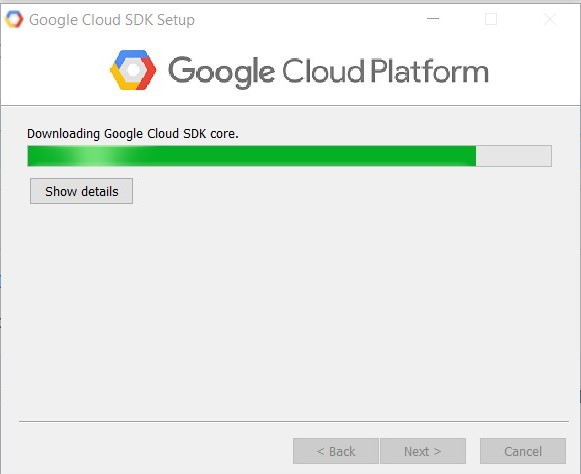 Google Cloud SDK Setup
Google Cloud Platform
Downloading Google Cloud SDK core.
Show details
< Back Next > Cancel